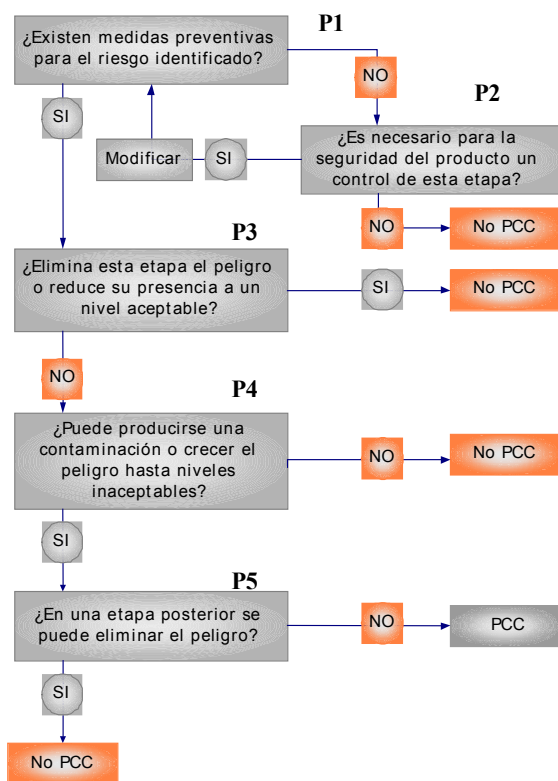 P1
¿Existen medidas preventivas
para el riesgo identificado?
NO
P2
SI
¿Es necesario para la
seguridad del producto un
control de esta etapa?
SI
Modificar
NO
No PCC
P3
¿Elimina esta etapa el peligro
o reduce su presencia a un
nivel aceptable?
SI
No PCC
NO
P4
¿Puede producirse una
contaminación o crecer el
peligro hasta niveles
inaceptables?
NO
No PCC
SI
P5
¿En una etapa posterior se
puede eliminar el peligro?
NO
PCC
SI
No PCC